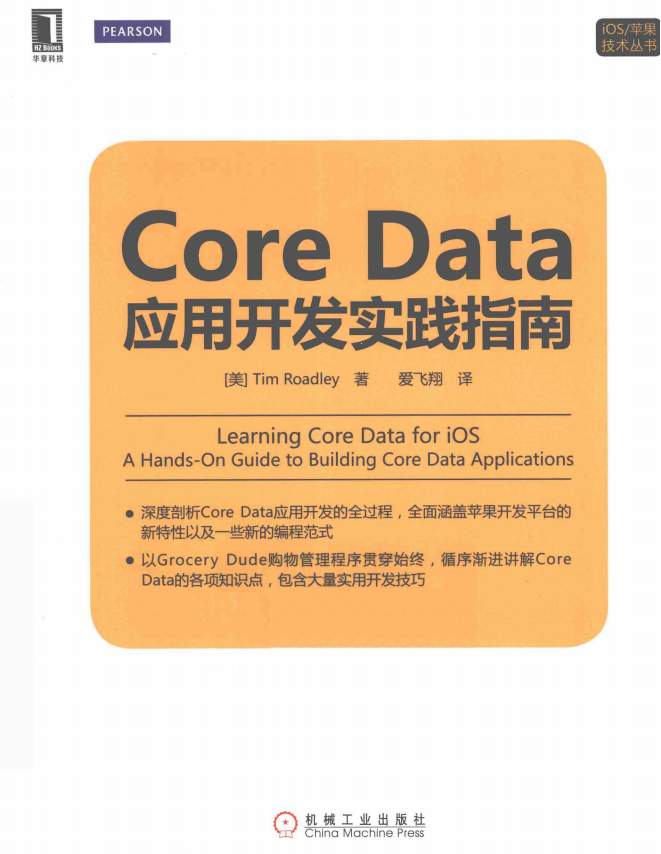 HZ BOOKS
华章科技
PEARSON
iOS/苹果
技术丛书
Core Data
应用开发实践指南
[美] Tim Roadley 著 爱飞翔 译
Learning Core Data for iOS
A Hands-On Guide to Building Core Data Applications
● 深度剖析Core Data应用开发的全过程，全面涵盖苹果开发平台的
新特性以及一些新的编程范式
● 以Grocery Dude购物管理程序贯穿始终，循序渐进讲解Core
Data的各项知识点，包含大量实用开发技巧
机械工业出版社
China Machine Press